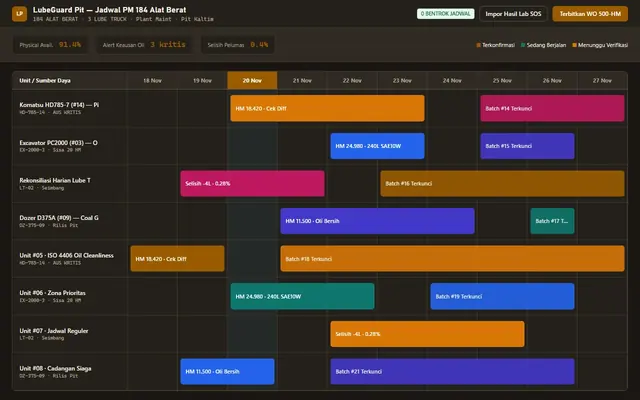 LP
LubeGuard Pit — Jadwal PM 184 Alat Berat
184 ALAT BERAT · 3 LUBE TRUCK · Plant Maint · Pit Kaltim
0 BENTROK JADWAL
Impor Hasil Lab SOS
Terbitkan WO 500-HM
Physical Avail. 91.4%
Alert Keausan Oli 3 kritis
Selisih Pelumas 0.4%
Terkonfirmasi
Sedang Berjalan
Menunggu Verifikasi
Unit / Sumber Daya
18 Nov
19 Nov
20 Nov
21 Nov
22 Nov
23 Nov
24 Nov
25 Nov
26 Nov
27 Nov
Komatsu HD785-7 (#14) — Pi
HD-785-14 · AUS KRITIS
HM 18.420 · Cek Diff
Batch #14 Terkunci
Excavator PC2000 (#03) — O
EX-2000-3 · Sisa 20 HM
HM 24.980 · 240L SAE10W
Batch #15 Terkunci
Rekonsiliasi Harian Lube T
LT-02 · Seimbang
Selisih -4L · 0.28%
Batch #16 Terkunci
Dozer D375A (#09) — Coal G
DZ-375-09 · Rilis Pit
HM 11.500 · Oli Bersih
Batch #17 T...
Unit #05 · ISO 4406 Oil Cleanliness
HD-785-14 · AUS KRITIS
HM 18.420 · Cek Diff
Batch #18 Terkunci
Unit #06 · Zona Prioritas
EX-2000-3 · Sisa 20 HM
HM 24.980 · 240L SAE10W
Batch #19 Terkunci
Unit #07 · Jadwal Reguler
LT-02 · Seimbang
Selisih -4L · 0.28%
Unit #08 · Cadangan Siaga
DZ-375-09 · Rilis Pit
HM 11.500 · Oli Bersih
Batch #21 Terkunci